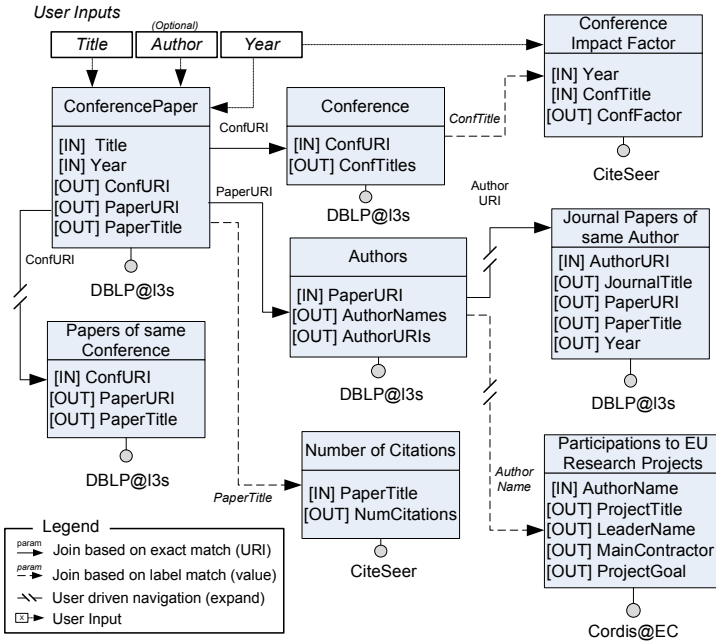 User Inputs
(Optional)
Title
Author
Year
Conference
Impact Factor
[IN] Year
[IN] ConfTitle
[OUT] ConfFactor
CiteSeer
ConferencePaper
[IN] Title
[IN] Year
[OUT] ConfURI
[OUT] PaperURI
[OUT] PaperTitle
DBLP@l3s
ConfURI
Conference
[IN] ConfURI
[OUT] ConfTitles
DBLP@l3s
ConfTitle
PaperURI
Author
URI
Journal Papers of
same Author
[IN] AuthorURI
[OUT] JournalTitle
[OUT] PaperURI
[OUT] PaperTitle
[OUT] Year
DBLP@l3s
Authors
[IN] PaperURI
[OUT] AuthorNames
[OUT] AuthorURIs
DBLP@l3s
ConfURI
Papers of same
Conference
[IN] ConfURI
[OUT] PaperURI
[OUT] PaperTitle
DBLP@l3s
PaperTitle
Number of Citations
[IN] PaperTitle
[OUT] NumCitations
CiteSeer
Author
Name
Participations to EU
Research Projects
[IN] AuthorName
[OUT] ProjectTitle
[OUT] LeaderName
[OUT] MainContractor
[OUT] ProjectGoal
Cordis@EC
Legend
param
Join based on exact match (URI)
param
Join based on label match (value)
User driven navigation (expand)
x
User Input